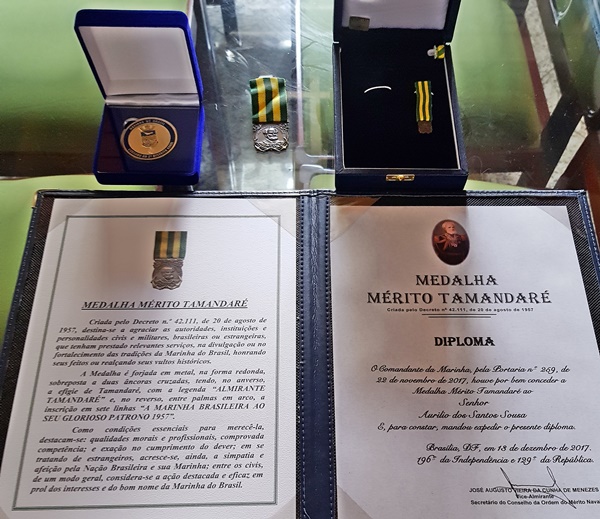 MEDALHA MÉRITO TAMANDARÉ
Criada pelo Decreto n.º 42.111, de 20 de agosto de
1957, destina-se a agraciar as autoridades, instituições e
personalidades civis e militares, brasileiras ou estrangeiras,
que tenham prestado relevantes serviços, na divulgação ou no
fortalecimento das tradições da Marinha do Brasil, honrando
seus feitos ou realçando seus vultos históricos.
A Medalha é forjada em metal, na forma redonda,
sobreposta a duas âncoras cruzadas, tendo, no anverso,
a efígie de Tamandaré, com a legenda "ALMIRANTE
TAMANDARÉ" e, no reverso, entre palmas em arco, a
inscrição em sete linhas "A MARINHA BRASILEIRA AO
SEU GLORIOSO PATRONO 1957".
Como condições essenciais para merecê-la,
destacam-se: qualidades morais e profissionais, comprovada
competência; e exação no cumprimento do dever; em se
tratando de estrangeiros, acresce-se, ainda, a simpatia e
afeição pela Nação Brasileira e sua Marinha; entre os civis,
de um modo geral, considera-se a ação destacada e eficaz em
prol dos interesses e do bom nome da Marinha do Brasil.
MEDALHA
MÉRITO TAMANDARÉ
Criada pelo Decreto n.º 42.111, de 20 de agosto de 1957
DIPLOMA
O Comandante da Marinha, pela Portaria nº 259, de
22 de novembro de 2017, houve por bem conceder a
Medalha Mérito Tamandaré ao
Senhor
Aurilio dos Santos Sousa
E, para constar, mandou expedir o presente diploma.
Brasília, DF, em 13 de dezembro de 2017.
196º da Independência e 129º da República.
JOSÉ AUGUSTO VIEIRA DA CUNHA DE MENEZES
Vice-Almirante
Secretário do Conselho da Ordem do Mérito Nava